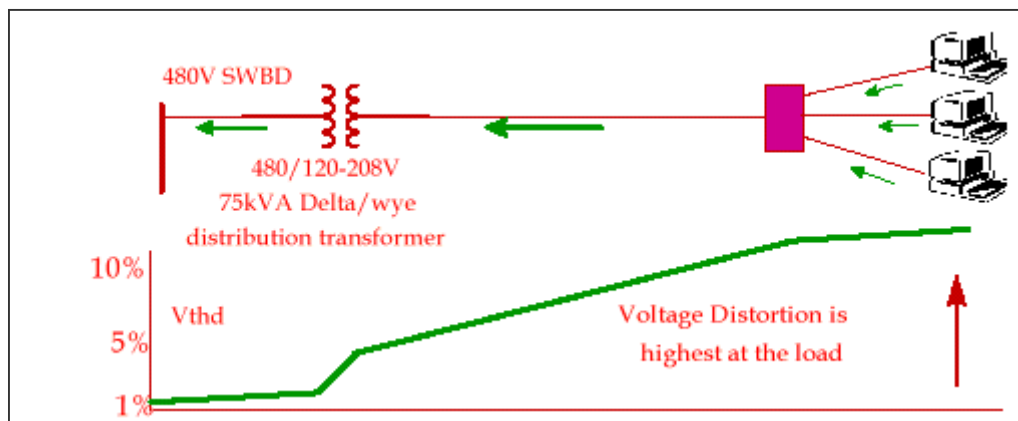 480V SWBD
480/120-208V
75kVA Delta/wye
distribution transformer
10%
Vthd
5%
1%
Voltage Distortion is
highest at the load